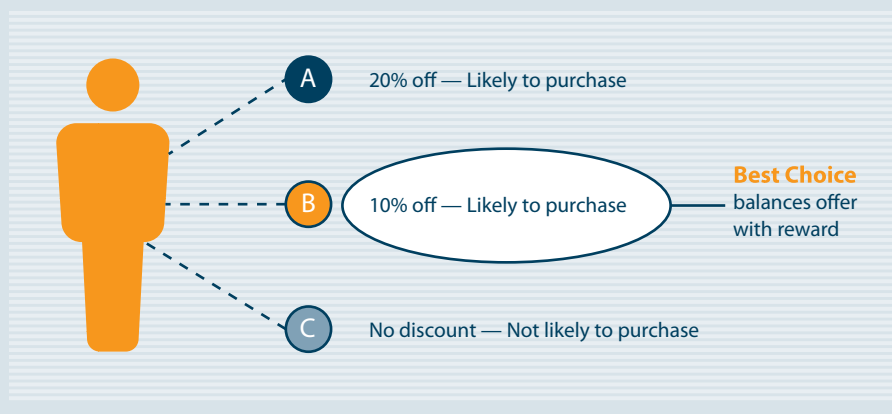 A
20% off — Likely to purchase
B
10% off — Likely to purchase
Best Choice
balances offer
with reward
C
No discount — Not likely to purchase